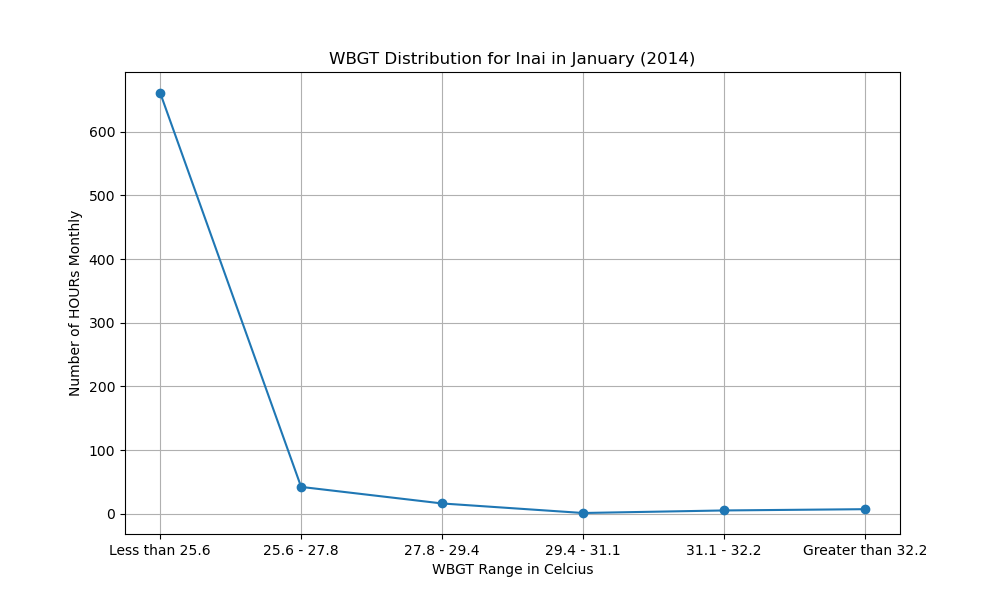 WBGT Distribution for Inai in January (2014)
Number of HOURs Monthly
600
500
400
300
200
100
0
Less than 25.6
25.6 - 27.8
27.8 - 29.4
29.4 - 31.1
31.1 - 32.2
Greater than 32.2
WBGT Range in Celcius